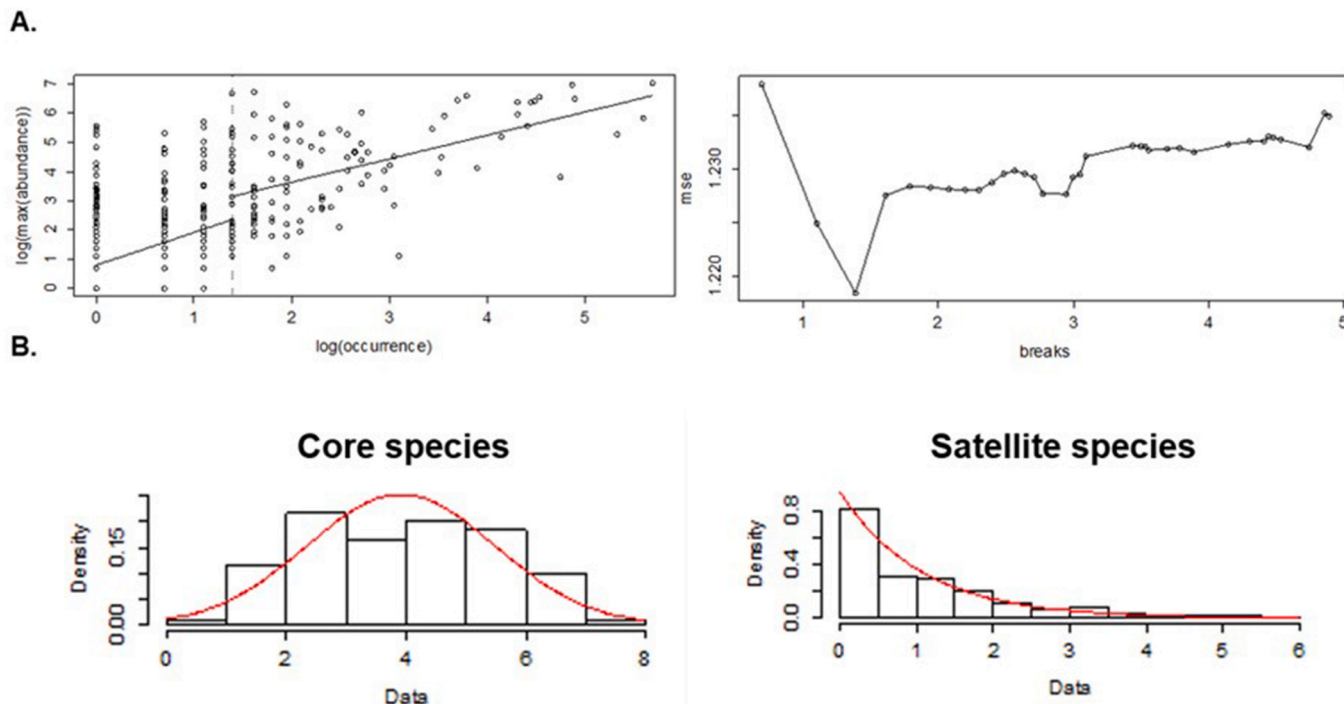 A.
log(max(abundance))
7
6
5
4
3
2
1
0
0 1 2 3 4 5
log(occurrence)
mse
1.230
1.220
1 2 3 4 5
breaks
B.
Core species
Density
0.15
0.00
0 2 4 6 8
Data
Satellite species
Density
0.8
0.4
0.0
0 1 2 3 4 5 6
Data